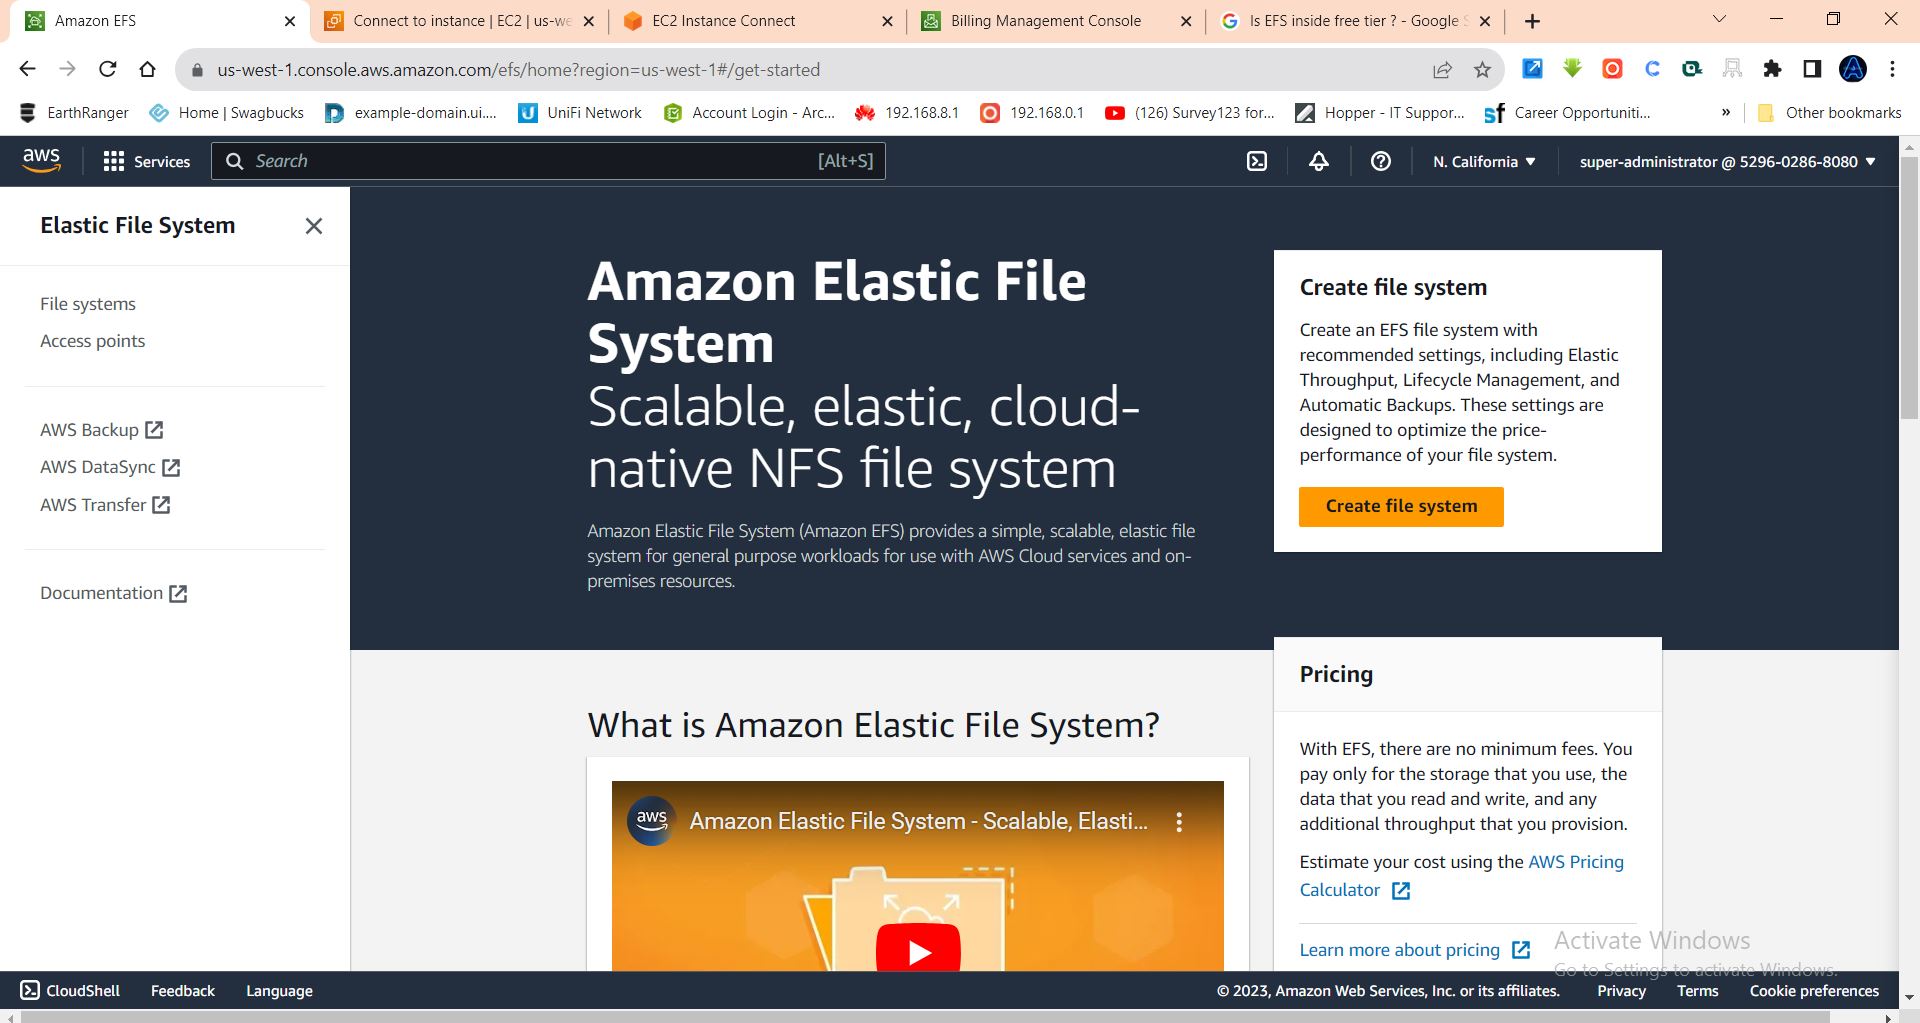 Amazon EFS
Connect to instance | EC2 | us-we
EC2 Instance Connect
Billing Management Console
Is EFS inside free tier ? - Google S
us-west-1.console.aws.amazon.com/efs/home?region=us-west-1#/get-started
EarthRanger
Home | Swagbucks
example-domain.ui....
UniFi Network
Account Login - Arc...
192.168.8.1
192.168.0.1
(126) Survey123 for...
Hopper - IT Suppor...
Career Opportuniti...
»
Other bookmarks
aws
Services
Search
[Alt+S]
N. California
super-administrator @ 5296-0286-8080
Elastic File System
File systems
Access points
AWS Backup
AWS DataSync
AWS Transfer
Documentation
Amazon Elastic File
System
Scalable, elastic, cloud-
native NFS file system
Amazon Elastic File System (Amazon EFS) provides a simple, scalable, elastic file
system for general purpose workloads for use with AWS Cloud services and on-
premises resources.
Create file system
Create an EFS file system with
recommended settings, including Elastic
Throughput, Lifecycle Management, and
Automatic Backups. These settings are
designed to optimize the price-
performance of your file system.
Create file system
What is Amazon Elastic File System?
aws
Amazon Elastic File System - Scalable, Elasti...
Pricing
With EFS, there are no minimum fees. You
pay only for the storage that you use, the
data that you read and write, and any
additional throughput that you provision.
Estimate your cost using the AWS Pricing
Calculator
Learn more about pricing
Activate Windows
Go to Settings to activate Windows.
CloudShell
Feedback
Language
© 2023, Amazon Web Services, Inc. or its affiliates.
Privacy
Terms
Cookie preferences